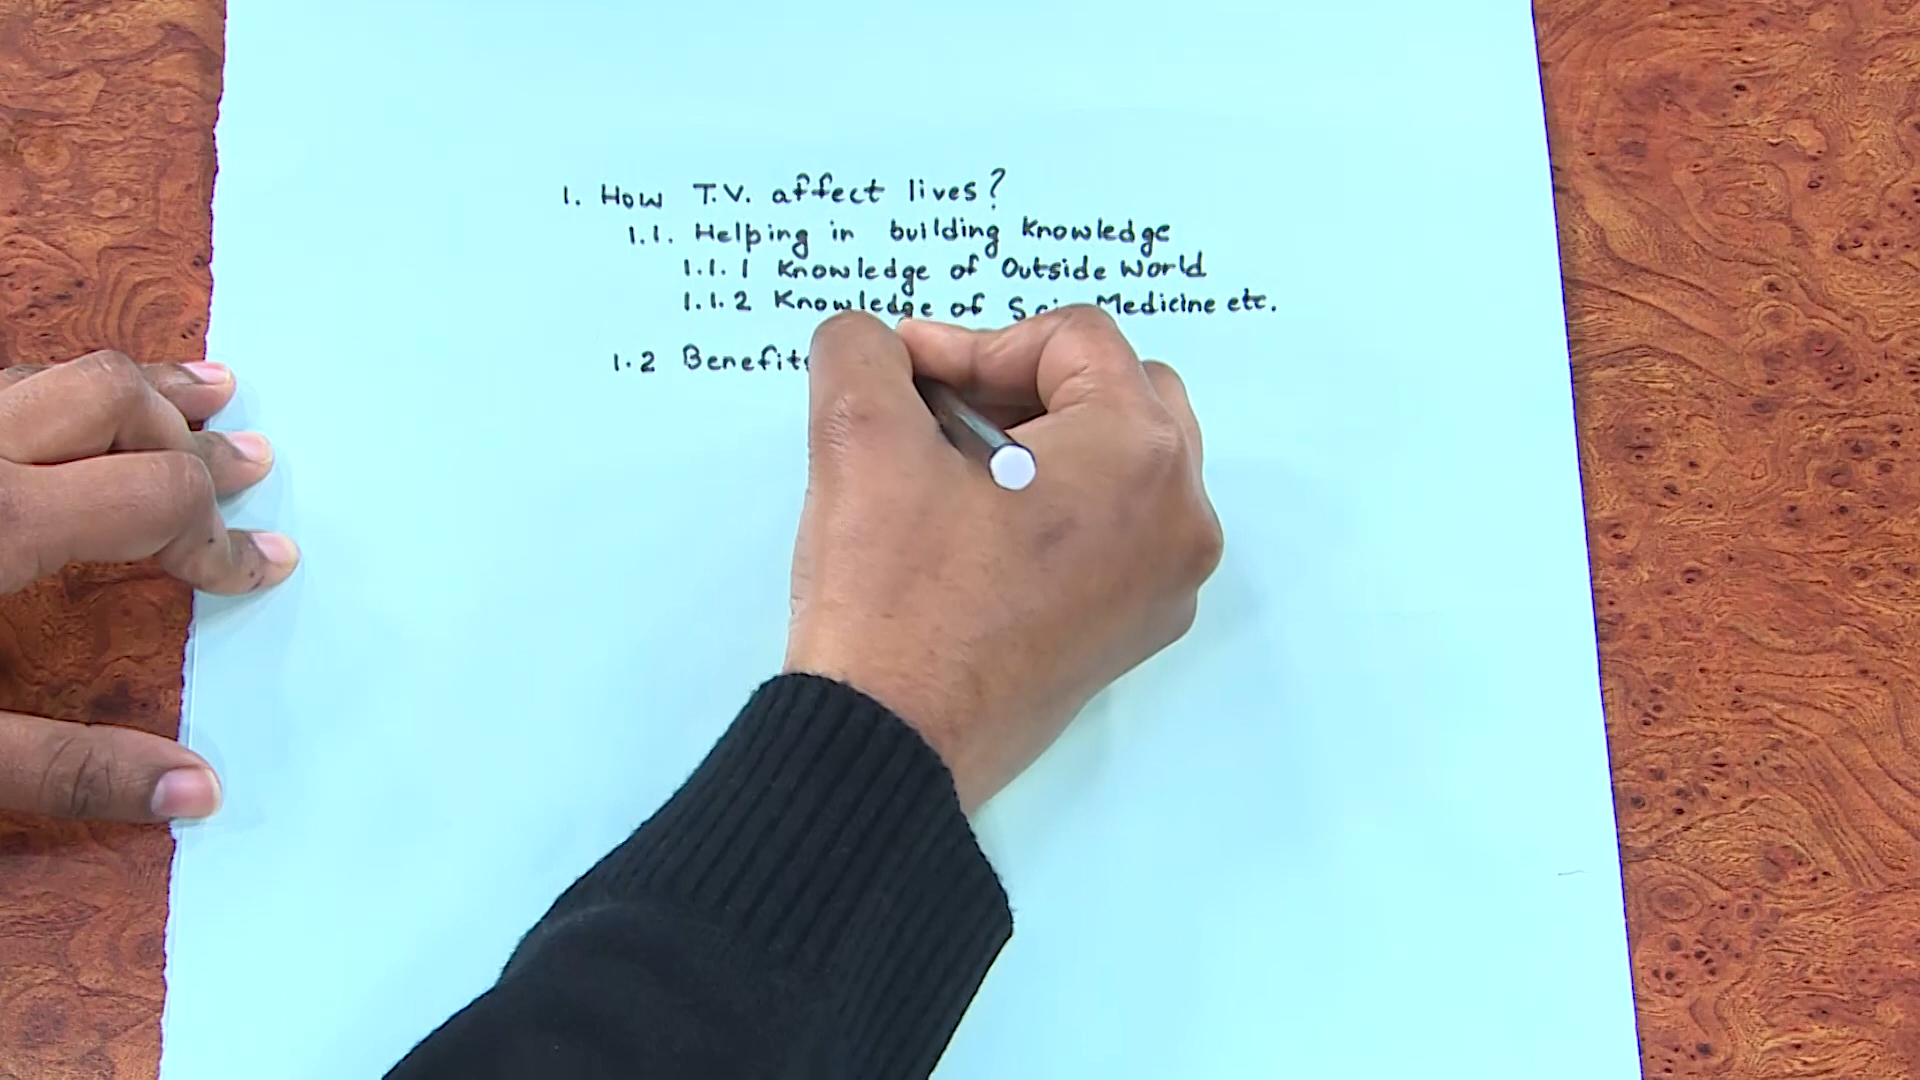 1. How T.V. affect lives?
1.1. Helping in building Knowledge
1.1.1 Knowledge of Outside World
1.1.2 Knowledge of Medicine etc.
1.2 Benefits